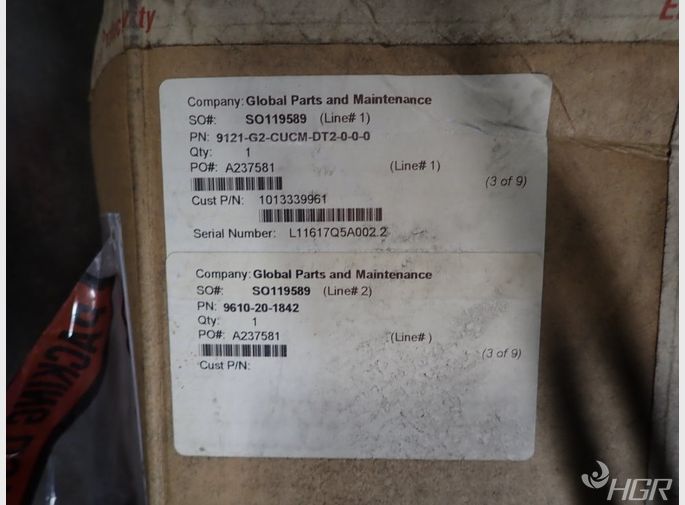 Company: Global Parts and Maintenance
SO#: SO119589 (Line# 1)
PN: 9121-G2-CUCM-DT2-0-0-0
Qty: 1
PO#: A237581 (Line# 1)
(3 of 9)
Cust P/N: 1013339961
Serial Number: L11617Q5A002.2
Company: Global Parts and Maintenance
SO#: SO119589 (Line# 2)
PN: 9610-20-1842
Qty: 1
PO#: A237581 (Line# )
(3 of 9)
Cust P/N:
PACKING
HGR